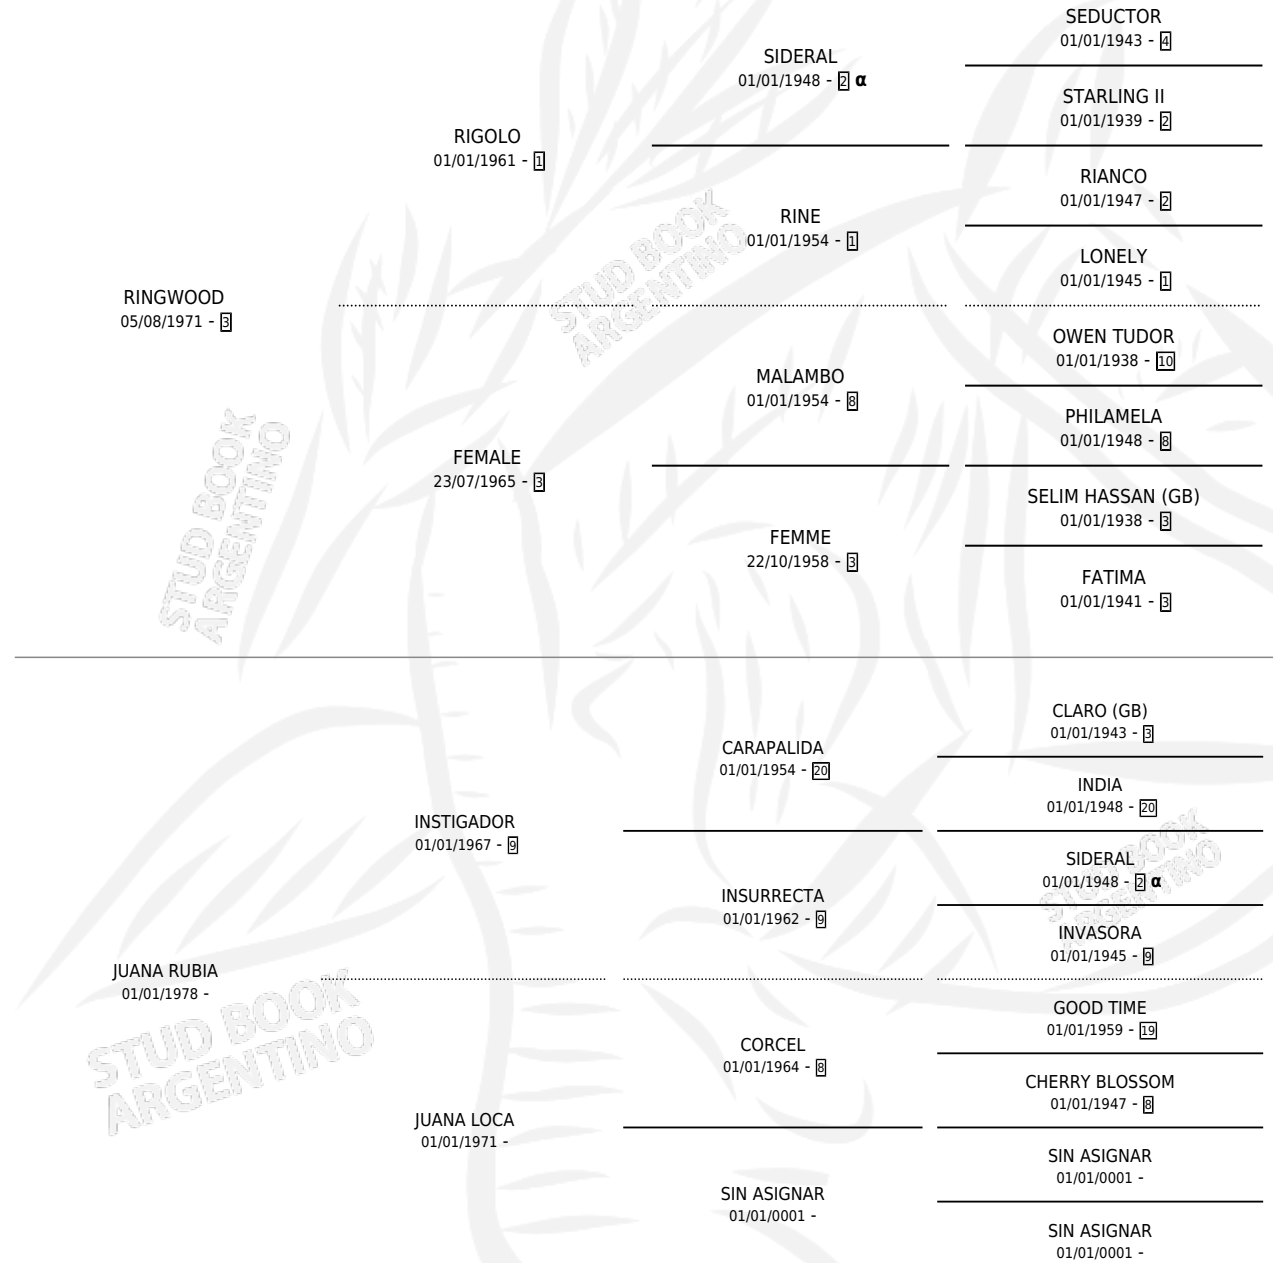 SEDUCTOR
01/01/1943 - 4
SIDERAL
01/01/1948 - 2 α
STARLING II
01/01/1939 - 2
RIGOLO
01/01/1961 - 1
RIANCO
01/01/1947 - 2
RINE
01/01/1954 - 1
LONELY
01/01/1945 - 1
RINGWOOD
05/08/1971 - 3
OWEN TUDOR
01/01/1938 - 10
MALAMBO
01/01/1954 - 8
PHILAMELA
01/01/1948 - 8
FEMALE
23/07/1965 - 3
SELIM HASSAN (GB)
01/01/1938 - 3
FEMME
22/10/1958 - 3
FATIMA
01/01/1941 - 3
STUD BOOK
ARGENTINO
STUD BOOK
ARGENTINO
CLARO (GB)
01/01/1943 - 3
CARAPALIDA
01/01/1954 - 20
INDIA
01/01/1948 - 20
INSTIGADOR
01/01/1967 - 9
SIDERAL
01/01/1948 - 2 α
INSURRECTA
01/01/1962 - 9
INVASORA
01/01/1945 - 9
JUANA RUBIA
01/01/1978 -
GOOD TIME
01/01/1959 - 19
CORCEL
01/01/1964 - 8
CHERRY BLOSSOM
01/01/1947 - 8
JUANA LOCA
01/01/1971 -
SIN ASIGNAR
01/01/0001 -
SIN ASIGNAR
01/01/0001 -
SIN ASIGNAR
01/01/0001 -
STUD BOOK
ARGENTINO
STUD BOOK
ARGENTINO